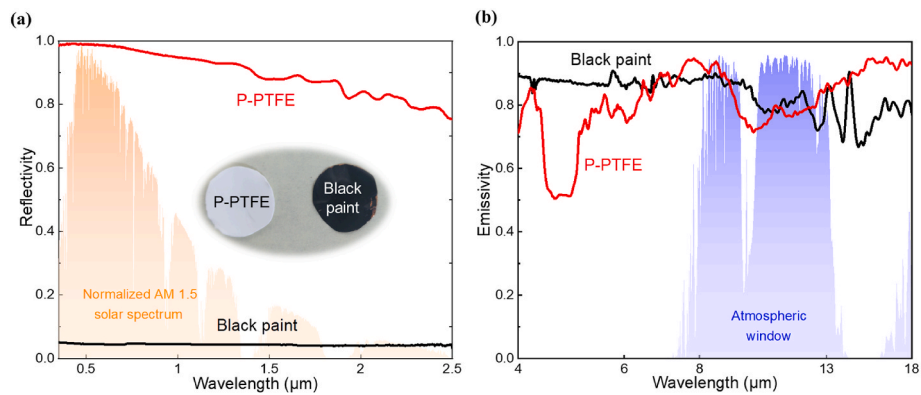 (a)
1.0
0.8
0.6
0.4
0.2
0.0
Reflectivity
P-PTFE
P-PTFE
Black
paint
Normalized AM 1.5
solar spectrum
Black paint
0.5
1
1.5
2
2.5
Wavelength (μm)
(b)
1.0
0.8
0.6
0.4
0.2
0.0
Emissivity
Black paint
P-PTFE
Atmospheric
window
4
6
8
13
18
Wavelength (μm)